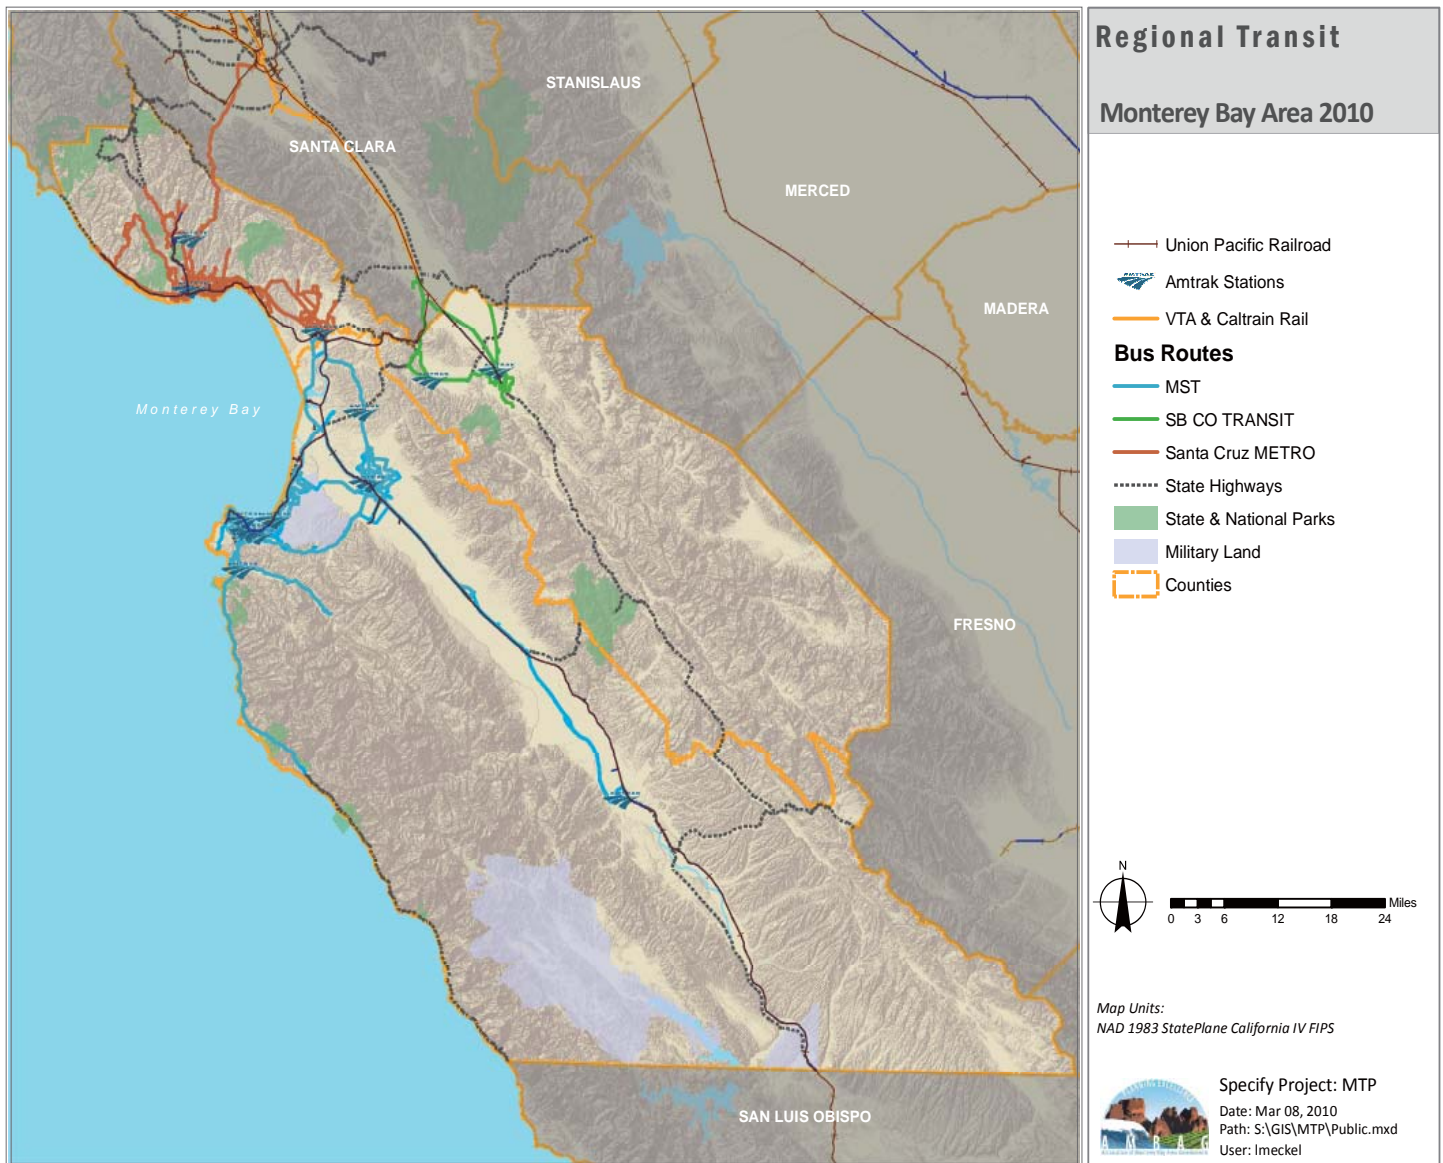 Regional Transit
Monterey Bay Area 2010
STANISLAUS
SANTA CLARA
MERCED
MADERA
Monterey Bay
FRESNO
SAN LUIS OBISPO
Union Pacific Railroad
AMTRAK
Amtrak Stations
VTA & Caltrain Rail
Bus Routes
MST
SB CO TRANSIT
Santa Cruz METRO
State Highways
State & National Parks
Military Land
Counties
N
Miles
0 3 6 12 18 24
Map Units:
NAD 1983 StatePlane California IV FIPS
AMBAG
Specify Project: MTP
Date: Mar 08, 2010
Path: S:\GIS\MTP\Public.mxd
User: lmeckel